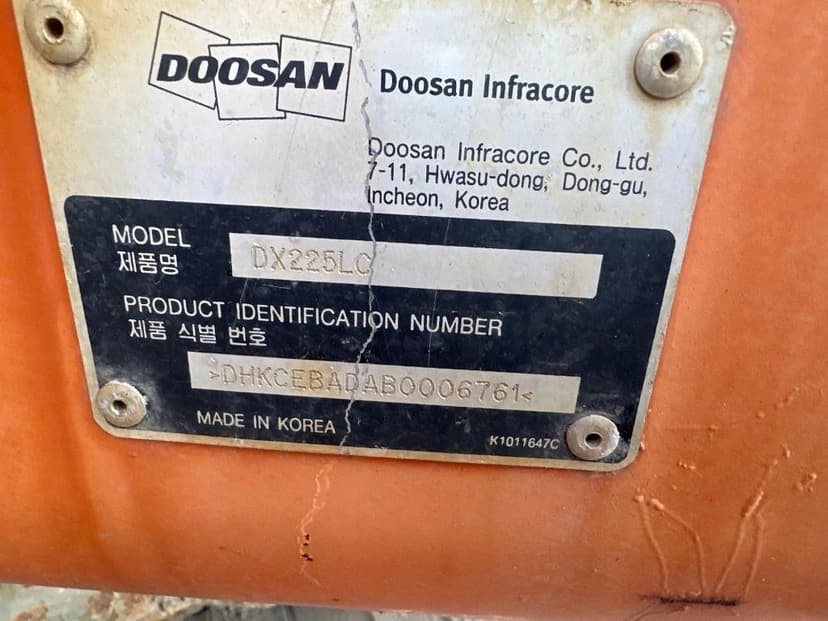 DOOSAN
Doosan Infracore
Doosan Infracore Co., Ltd.
7-11, Hwasu-dong, Dong-gu,
Incheon, Korea
MODEL
제품명
DX225LC
PRODUCT IDENTIFICATION NUMBER
제품 식별 번호
>DHKCEBADAB0006761<
MADE IN KOREA
K1011647C